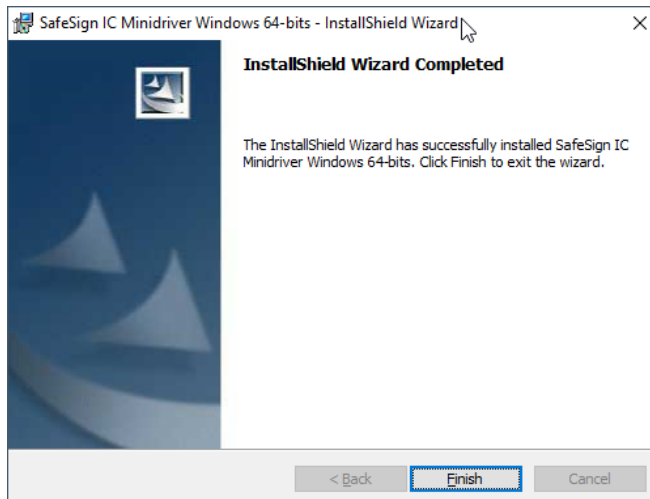 SafeSign IC Minidriver Windows 64-bits - InstallShield Wizard
InstallShield Wizard Completed
The InstallShield Wizard has successfully installed SafeSign IC
Minidriver Windows 64-bits. Click Finish to exit the wizard.
< Back Finish Cancel